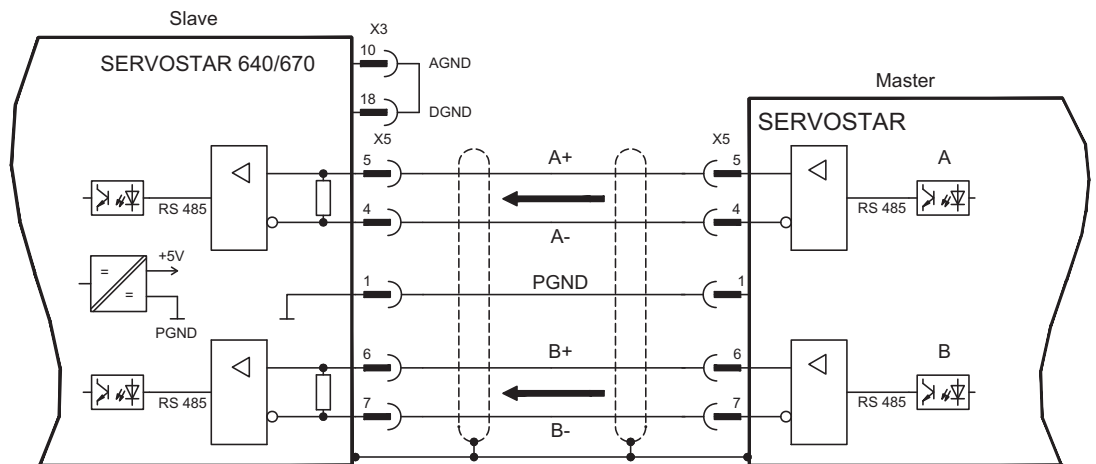 Slave
X3
SERVOSTAR 640/670
10
AGND
Master
18
DGND
SERVOSTAR
X5
X5
5
A+
5
A
RS 485
4
4
RS 485
A-
+5V
=
=
1
PGND
1
PGND
6
B+
6
B
RS 485
7
7
RS 485
B-